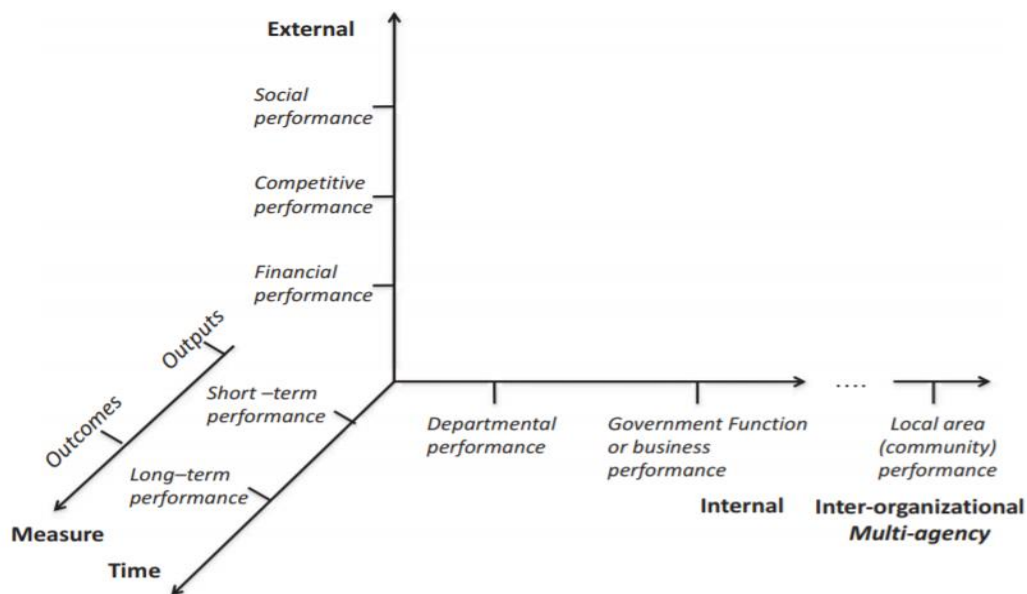 External
Social
performance
Competitive
performance
Financial
performance
Outputs
Outcomes
Measure
Short –term
performance
Long–term
performance
Time
Departmental
performance
Government Function
or business
performance
Internal
....
Local area
(community)
performance
Inter-organizational
Multi-agency